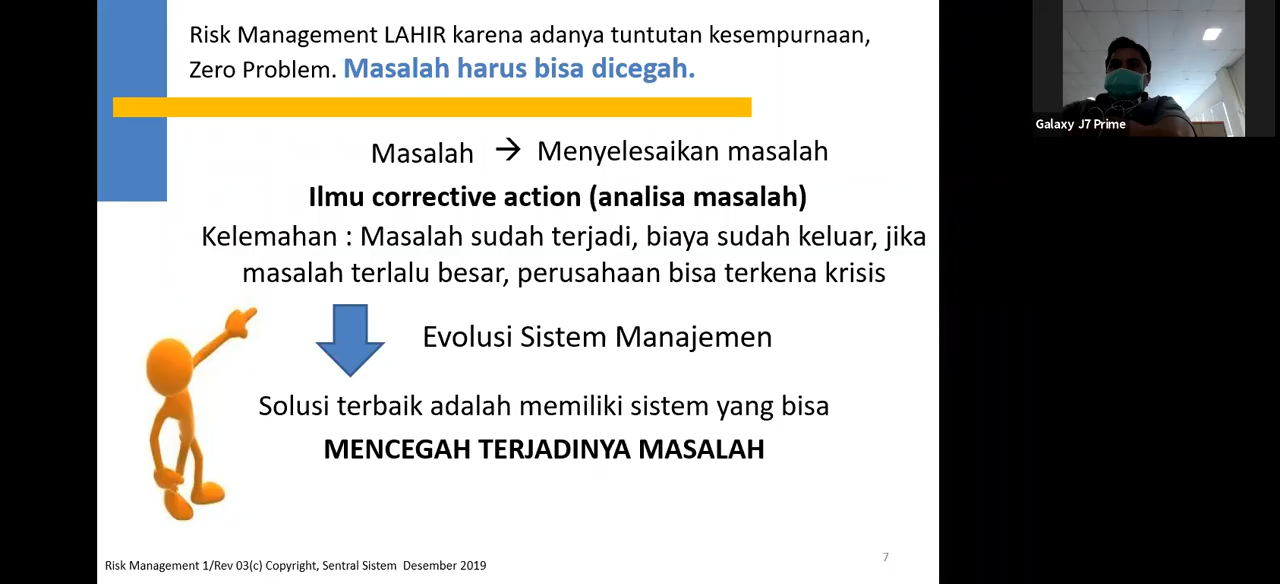 Risk Management LAHIR karena adanya tuntutan kesempurnaan,
Zero Problem. Masalah harus bisa dicegah.
Masalah → Menyelesaikan masalah
Ilmu corrective action (analisa masalah)
Kelemahan : Masalah sudah terjadi, biaya sudah keluar, jika
masalah terlalu besar, perusahaan bisa terkena krisis
Evolusi Sistem Manajemen
Solusi terbaik adalah memiliki sistem yang bisa
MENCEGAH TERJADINYA MASALAH
Risk Management 1/Rev 03(c) Copyright, Sentral Sistem Desember 2019
7
Galaxy J7 Prime